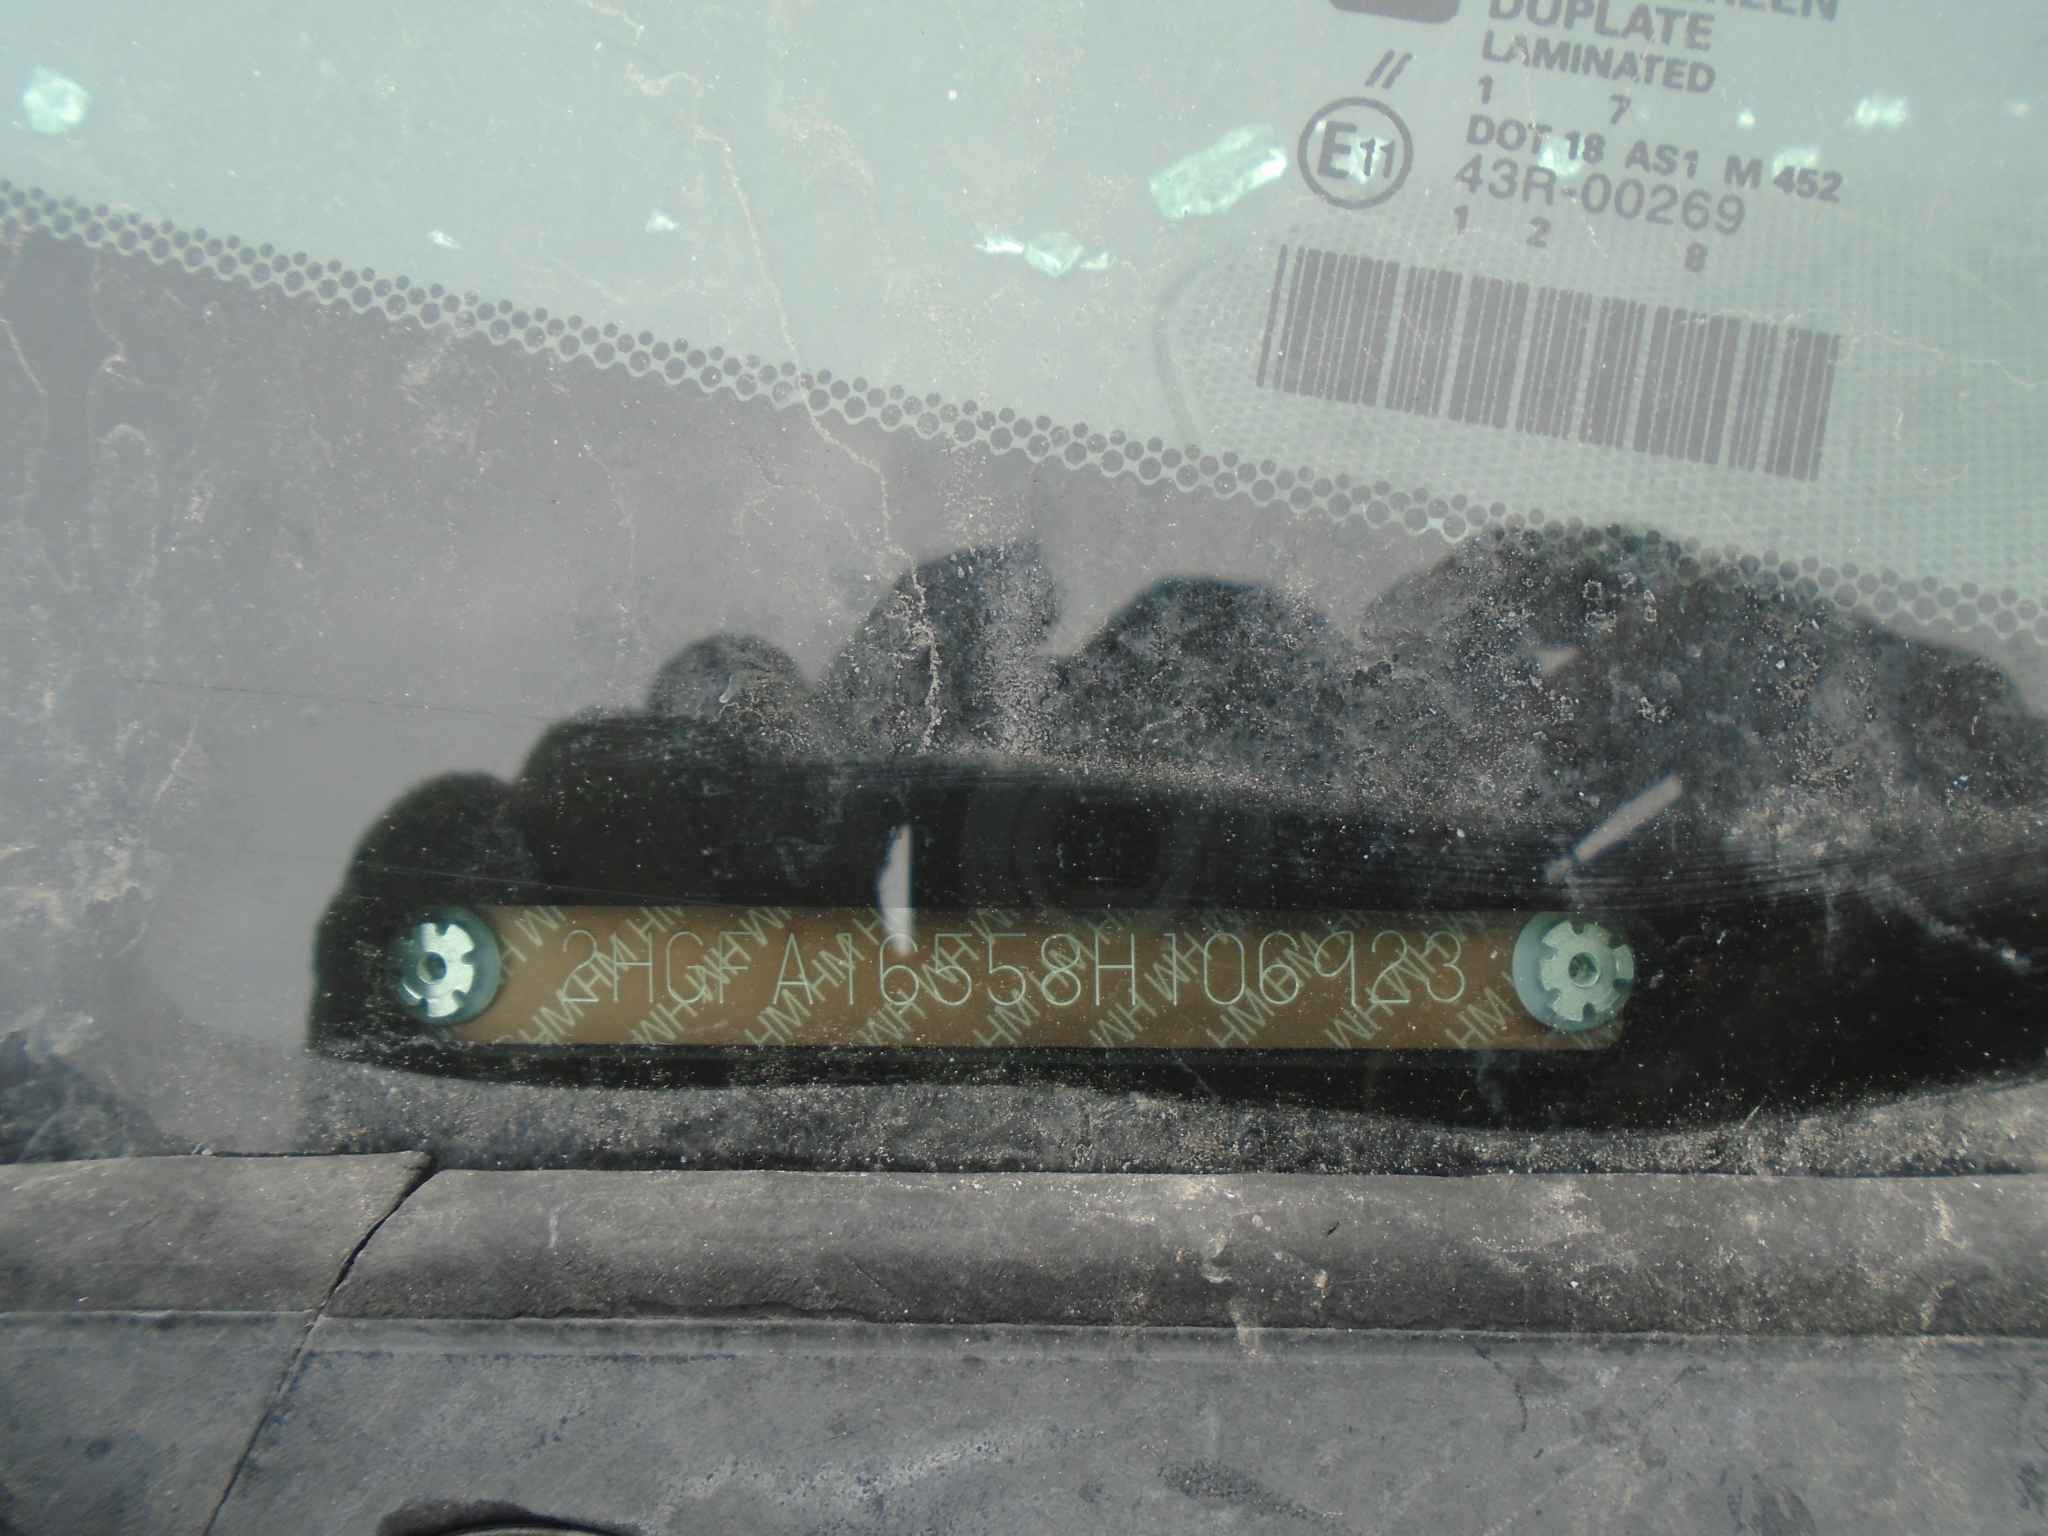 DUPLATE
LAMINATED
1 7
DOT 18 AS1 M 452
E11 43R-00269
1 2 8
2HGFA16558H106923